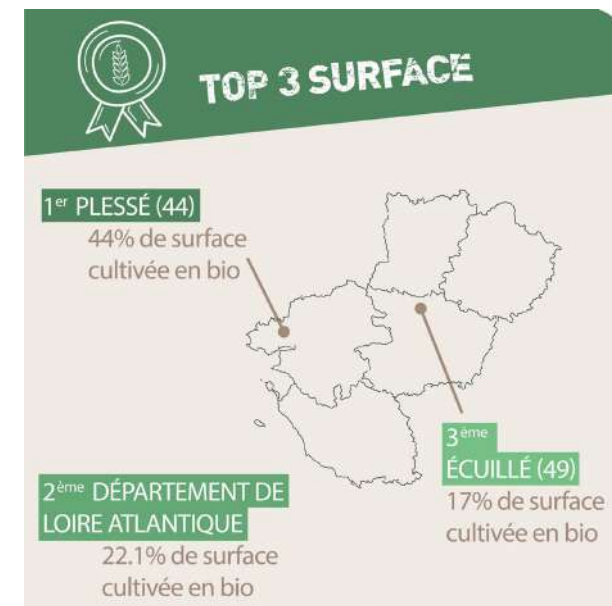 TOP 3 SURFACE
1er PLESSÉ (44)
44% de surface
cultivée en bio
2ème DÉPARTEMENT DE
LOIRE ATLANTIQUE
22.1% de surface
cultivée en bio
3ème
ÉCUILLÉ (49)
17% de surface
cultivée en bio